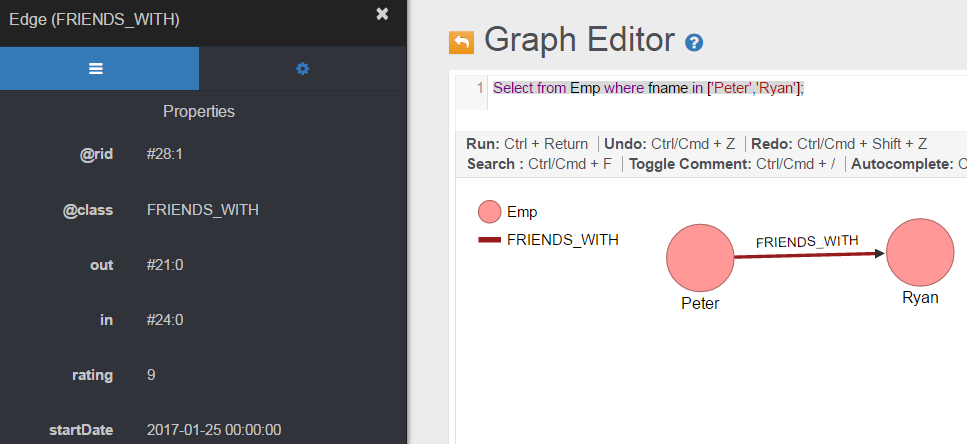 Edge (FRIENDS_WITH)
Properties
@rid #28:1
@class FRIENDS_WITH
out #21:0
in #24:0
rating 9
startDate 2017-01-25 00:00:00
Graph Editor
1 Select from Emp where fname in ['Peter','Ryan'];
Run: Ctrl + Return | Undo: Ctrl/Cmd + Z | Redo: Ctrl/Cmd + Shift + Z
Search : Ctrl/Cmd + F | Toggle Comment: Ctrl/Cmd + / | Autocomplete: C
Emp
FRIENDS_WITH
FRIENDS_WITH
Peter
Ryan